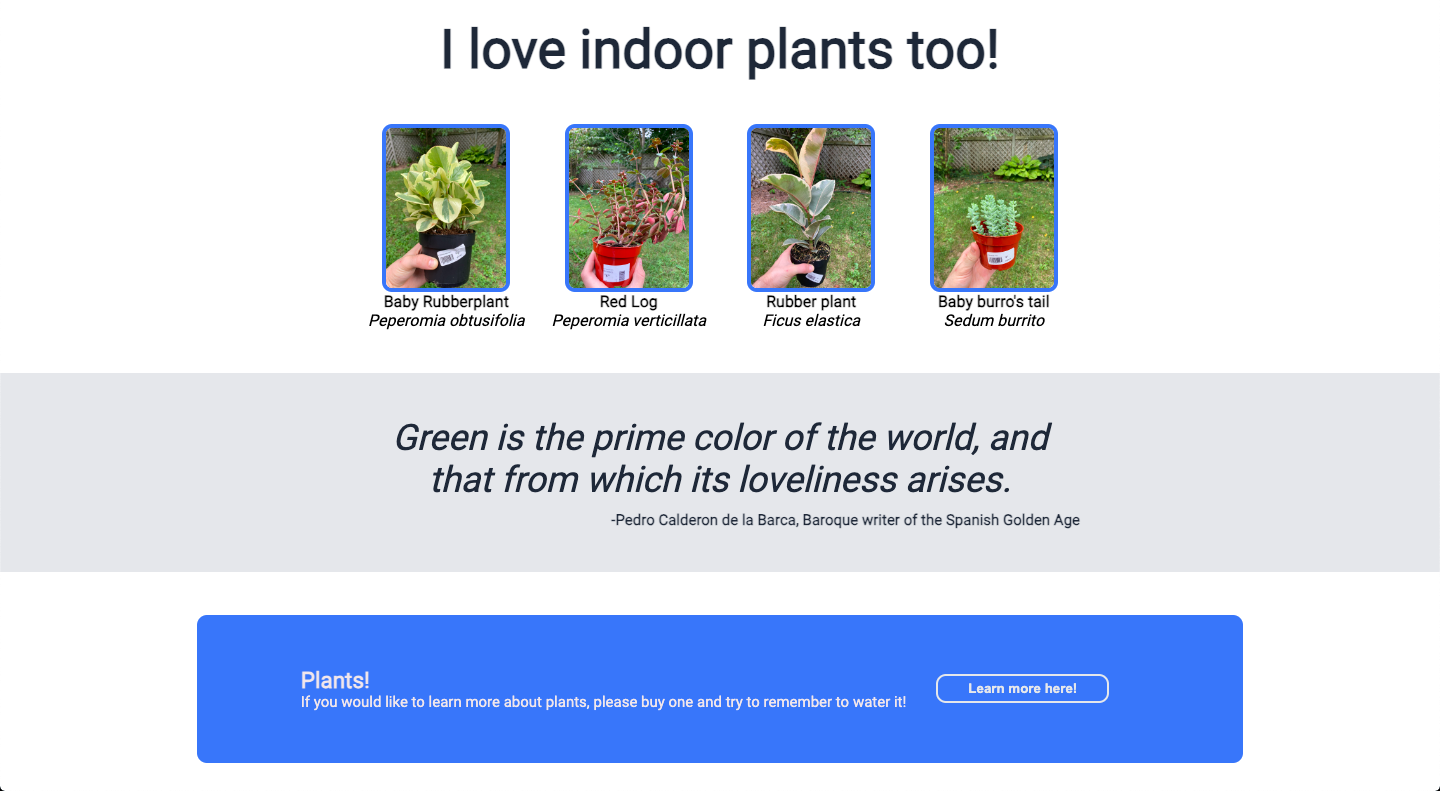 I love indoor plants too!
Baby Rubberplant
Peperomia obtusifolia
Red Log
Peperomia verticillata
Rubber plant
Ficus elastica
Baby burro's tail
Sedum burrito
Green is the prime color of the world, and
that from which its loveliness arises.
-Pedro Calderon de la Barca, Baroque writer of the Spanish Golden Age
Plants!
If you would like to learn more about plants, please buy one and try to remember to water it!
Learn more here!